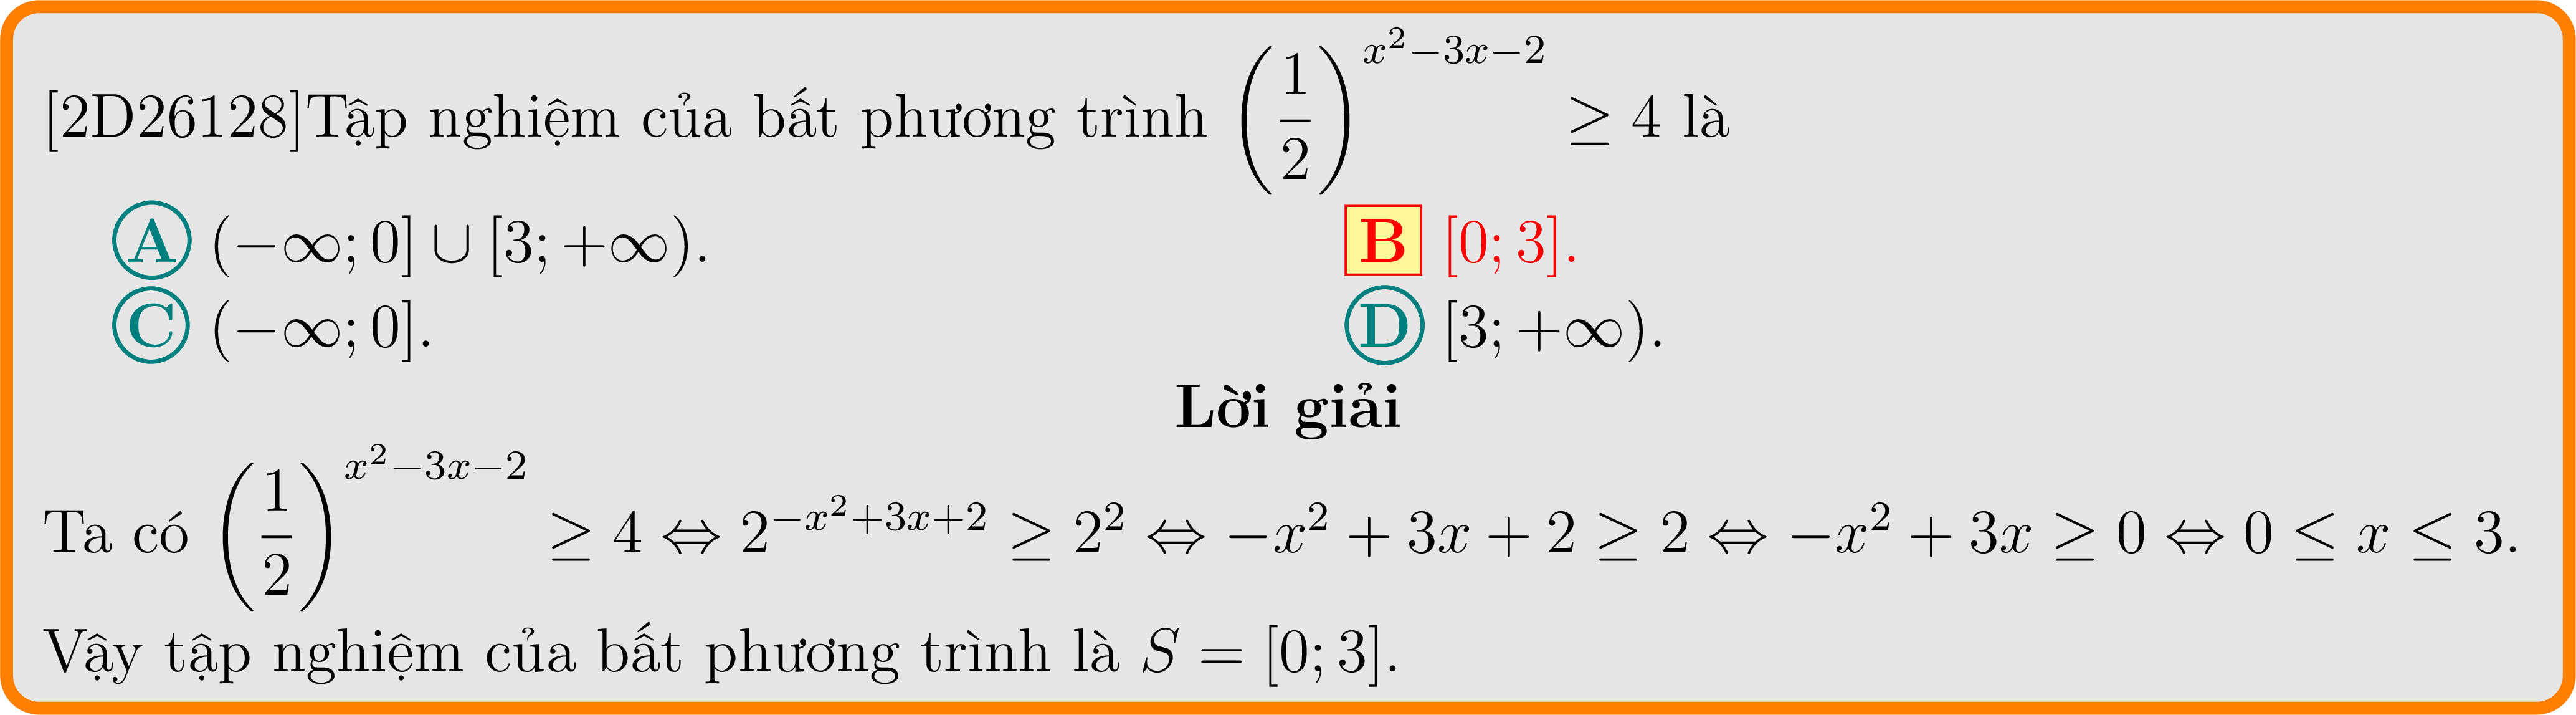 [2D26128]Tập nghiệm của bất phương trình $\left(\dfrac{1}{2}\right)^{x^2-3x-2} \geq 4$ là
A $(-\infty; 0] \cup [3; +\infty)$. B $[0; 3]$.
C $(-\infty; 0]$. D $[3; +\infty)$.
Lời giải
Ta có $\left(\dfrac{1}{2}\right)^{x^2-3x-2} \geq 4 \Leftrightarrow 2^{-x^2+3x+2} \geq 2^2 \Leftrightarrow -x^2 + 3x + 2 \geq 2 \Leftrightarrow -x^2 + 3x \geq 0 \Leftrightarrow 0 \leq x \leq 3$.
Vậy tập nghiệm của bất phương trình là $S = [0; 3]$.